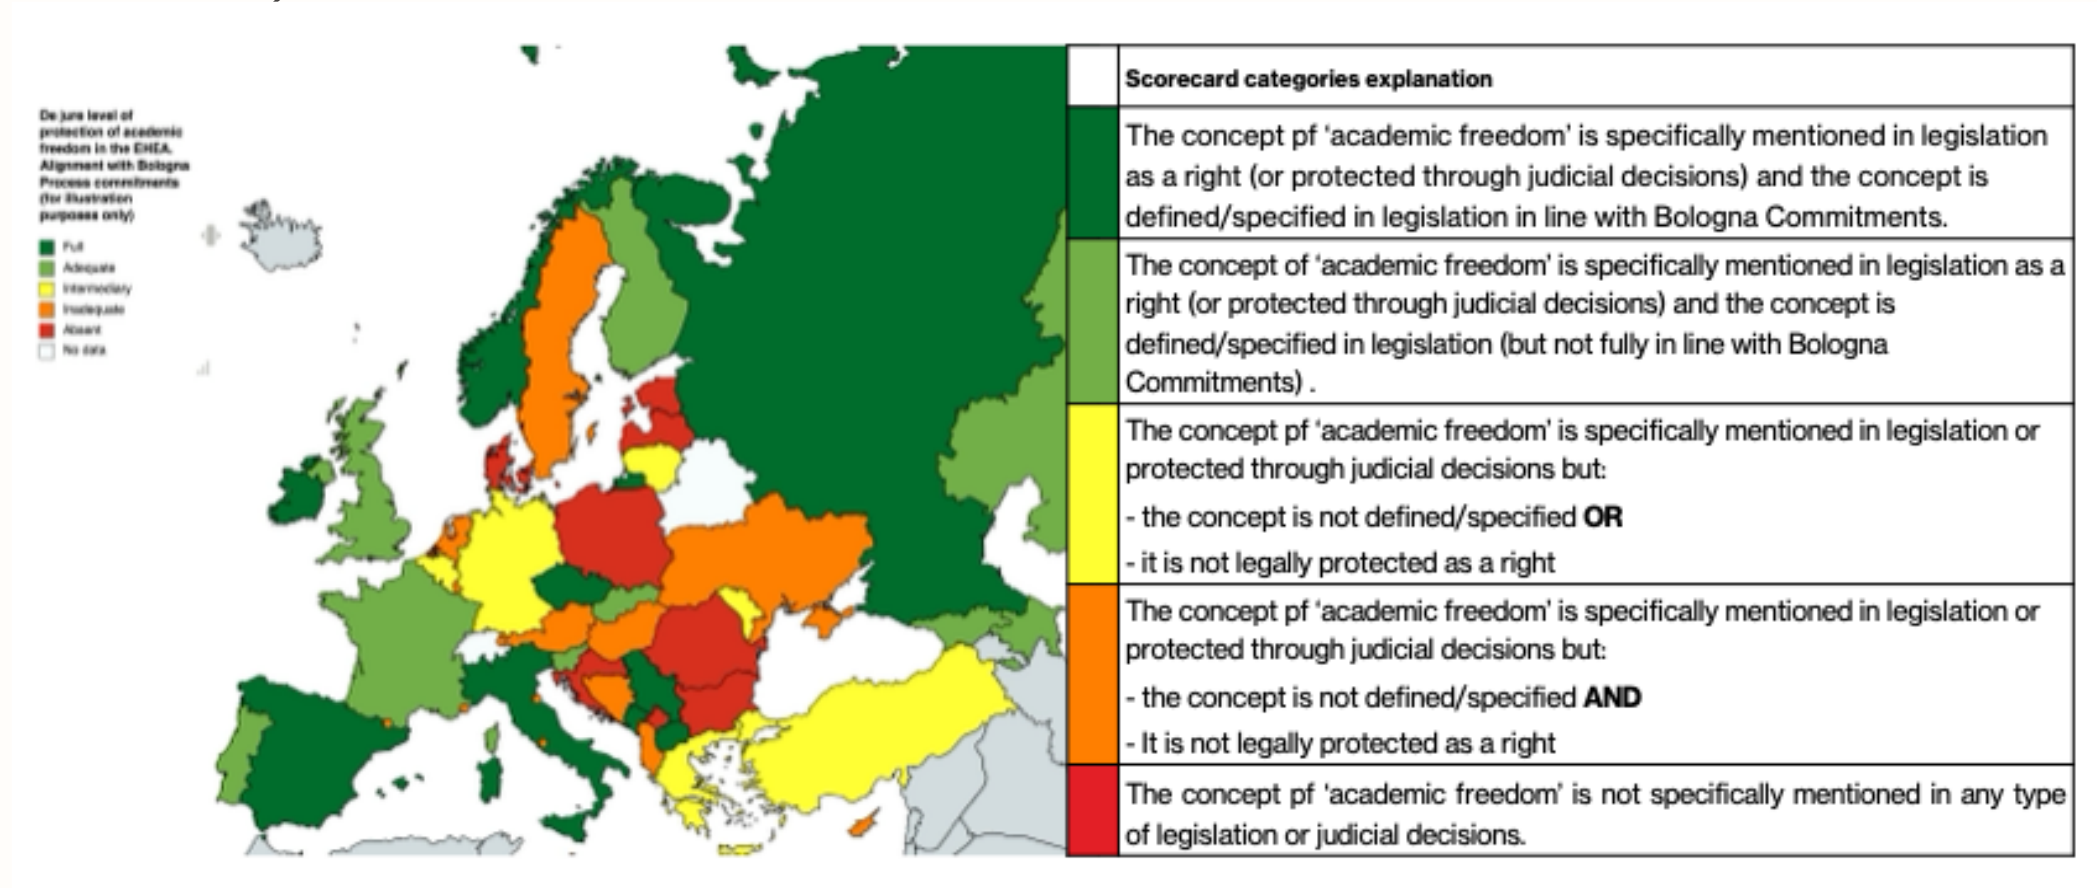 De jure level of
protection of academic
freedom in the EHEA.
Alignment with Bologna
Process commitments
(for illustration
purposes only)
Full
Adequate
Intermediary
Inadequate
Absent
No data
Scorecard categories explanation
The concept pf ‘academic freedom’ is specifically mentioned in legislation
as a right (or protected through judicial decisions) and the concept is
defined/specified in legislation in line with Bologna Commitments.
The concept of ‘academic freedom’ is specifically mentioned in legislation as a
right (or protected through judicial decisions) and the concept is
defined/specified in legislation (but not fully in line with Bologna
Commitments) .
The concept pf ‘academic freedom’ is specifically mentioned in legislation or
protected through judicial decisions but:
- the concept is not defined/specified OR
- it is not legally protected as a right
The concept pf ‘academic freedom’ is specifically mentioned in legislation or
protected through judicial decisions but:
- the concept is not defined/specified AND
- It is not legally protected as a right
The concept pf ‘academic freedom’ is not specifically mentioned in any type
of legislation or judicial decisions.